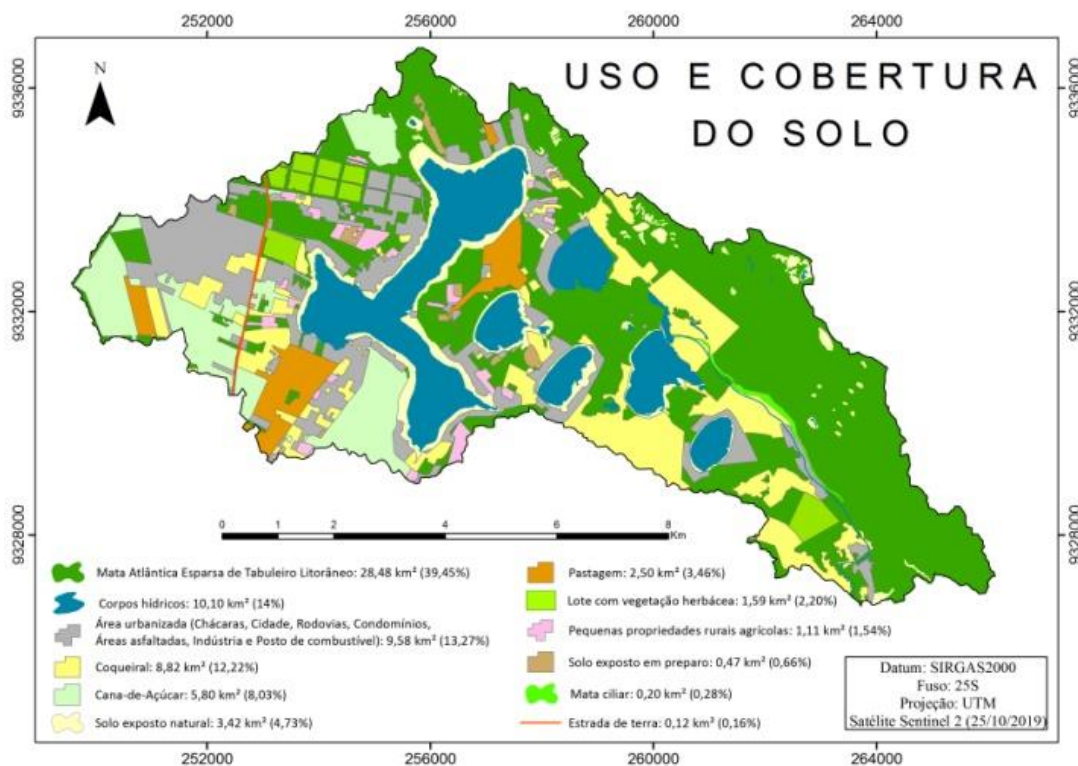 252000 256000 260000 264000
USO E COBERTURA
DO SOLO
N
9336000
9336000
9332000
9332000
9328000
9328000
0 1 2 4 6 8
Km
Mata Atlântica Esparsa de Tabuleiro Litorâneo: 28,48 km² (39,45%)
Corpos hídricos: 10,10 km² (14%)
Área urbanizada (Chácaras, Cidade, Rodovias, Condomínios,
Áreas asfaltadas, Indústria e Posto de combustível): 9,58 km² (13,27%)
Coqueiral: 8,82 km² (12,22%)
Cana-de-Açúcar: 5,80 km² (8,03%)
Solo exposto natural: 3,42 km² (4,73%)
Pastagem: 2,50 km² (3,46%)
Lote com vegetação herbácea: 1,59 km² (2,20%)
Pequenas propriedades rurais agrícolas: 1,11 km² (1,54%)
Solo exposto em preparo: 0,47 km² (0,66%)
Mata ciliar: 0,20 km² (0,28%)
Estrada de terra: 0,12 km² (0,16%)
Datum: SIRGAS2000
Fuso: 25S
Projeção: UTM
Satélite Sentinel 2 (25/10/2019)
252000 256000 260000 264000